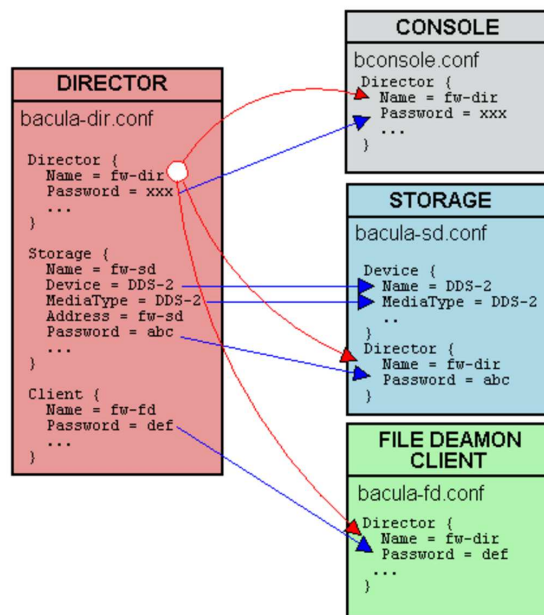 DIRECTOR
bacula-dir.conf
Director {
Name = fw-dir
Password = xxx
...
}
Storage {
Name = fw-sd
Device = DDS-2
MediaType = DDS-2
Address = fw-sd
Password = abc
...
}
Client {
Name = fw-fd
Password = def
...
}
CONSOLE
bconsole.conf
Director {
Name = fw-dir
Password = xxx
...
}
STORAGE
bacula-sd.conf
Device {
Name = DDS-2
MediaType = DDS-2
..
}
Director {
Name = fw-dir
Password = abc
}
FILE DEAMON
CLIENT
bacula-fd.conf
Director {
Name = fw-dir
Password = def
...
}